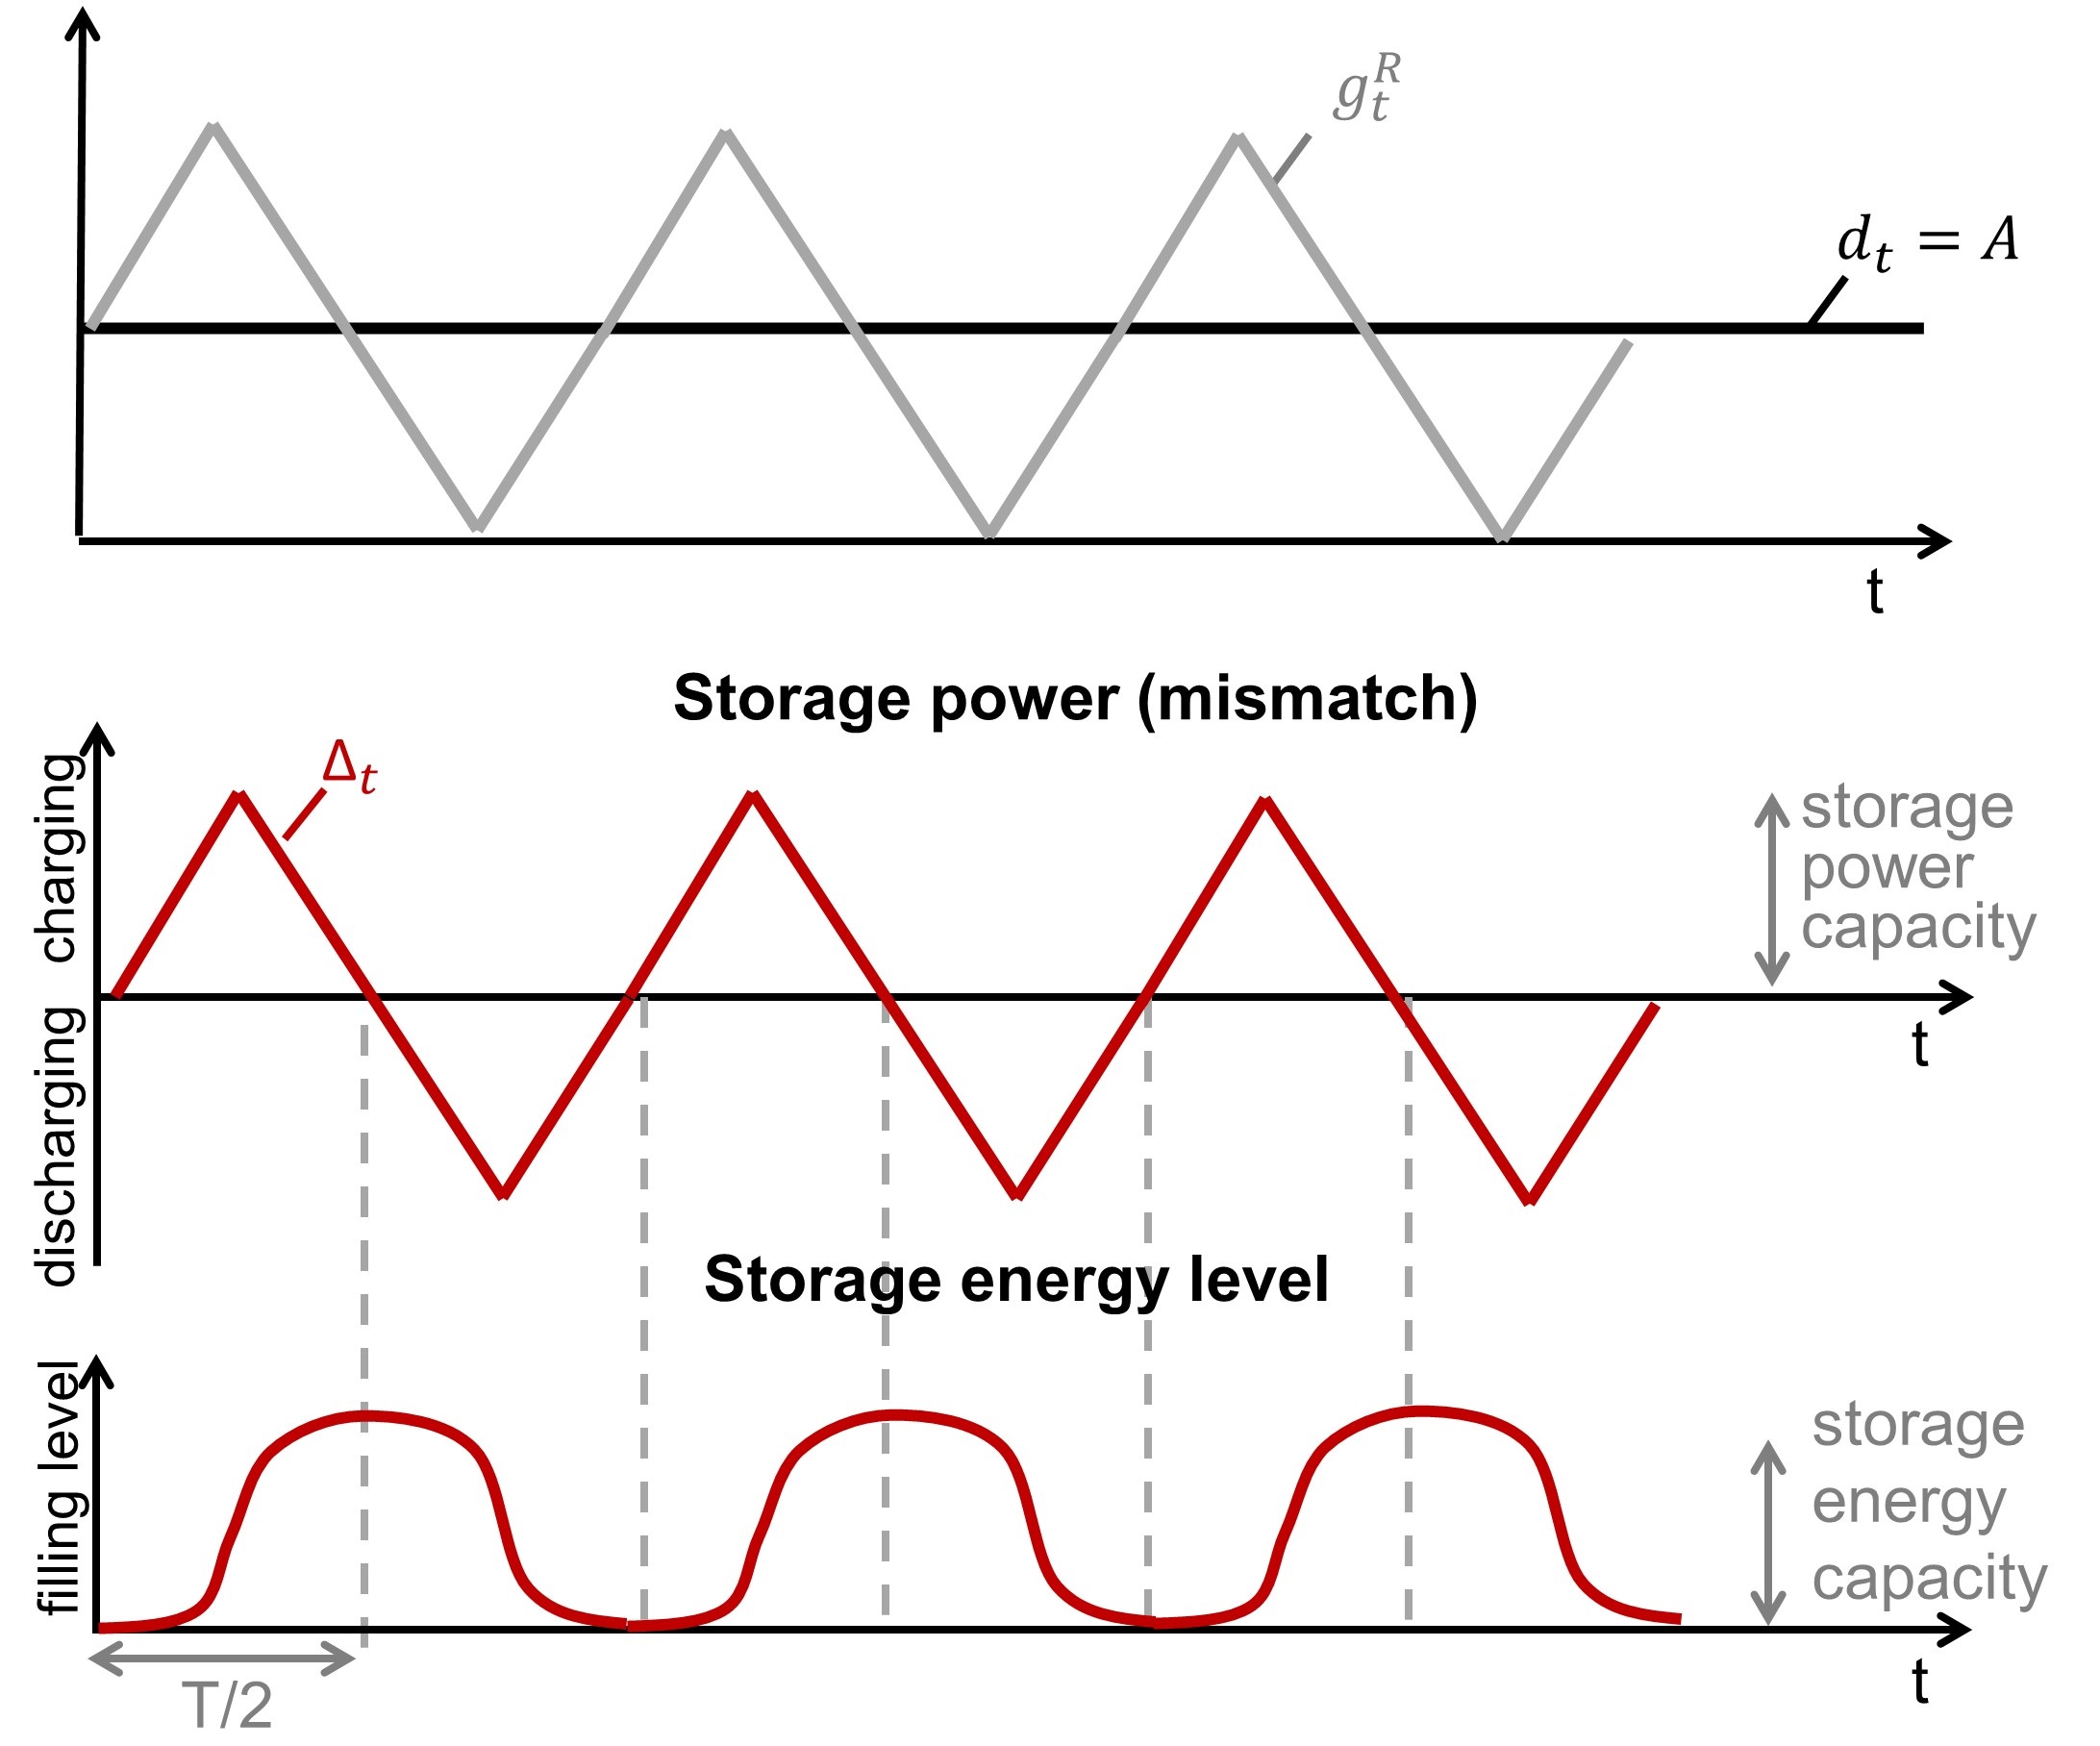 g_t^R
d_t = A
t
Storage power (mismatch)
discharging charging
Δ_t
storage
power
capacity
t
Storage energy level
filling level
storage
energy
capacity
T/2
t